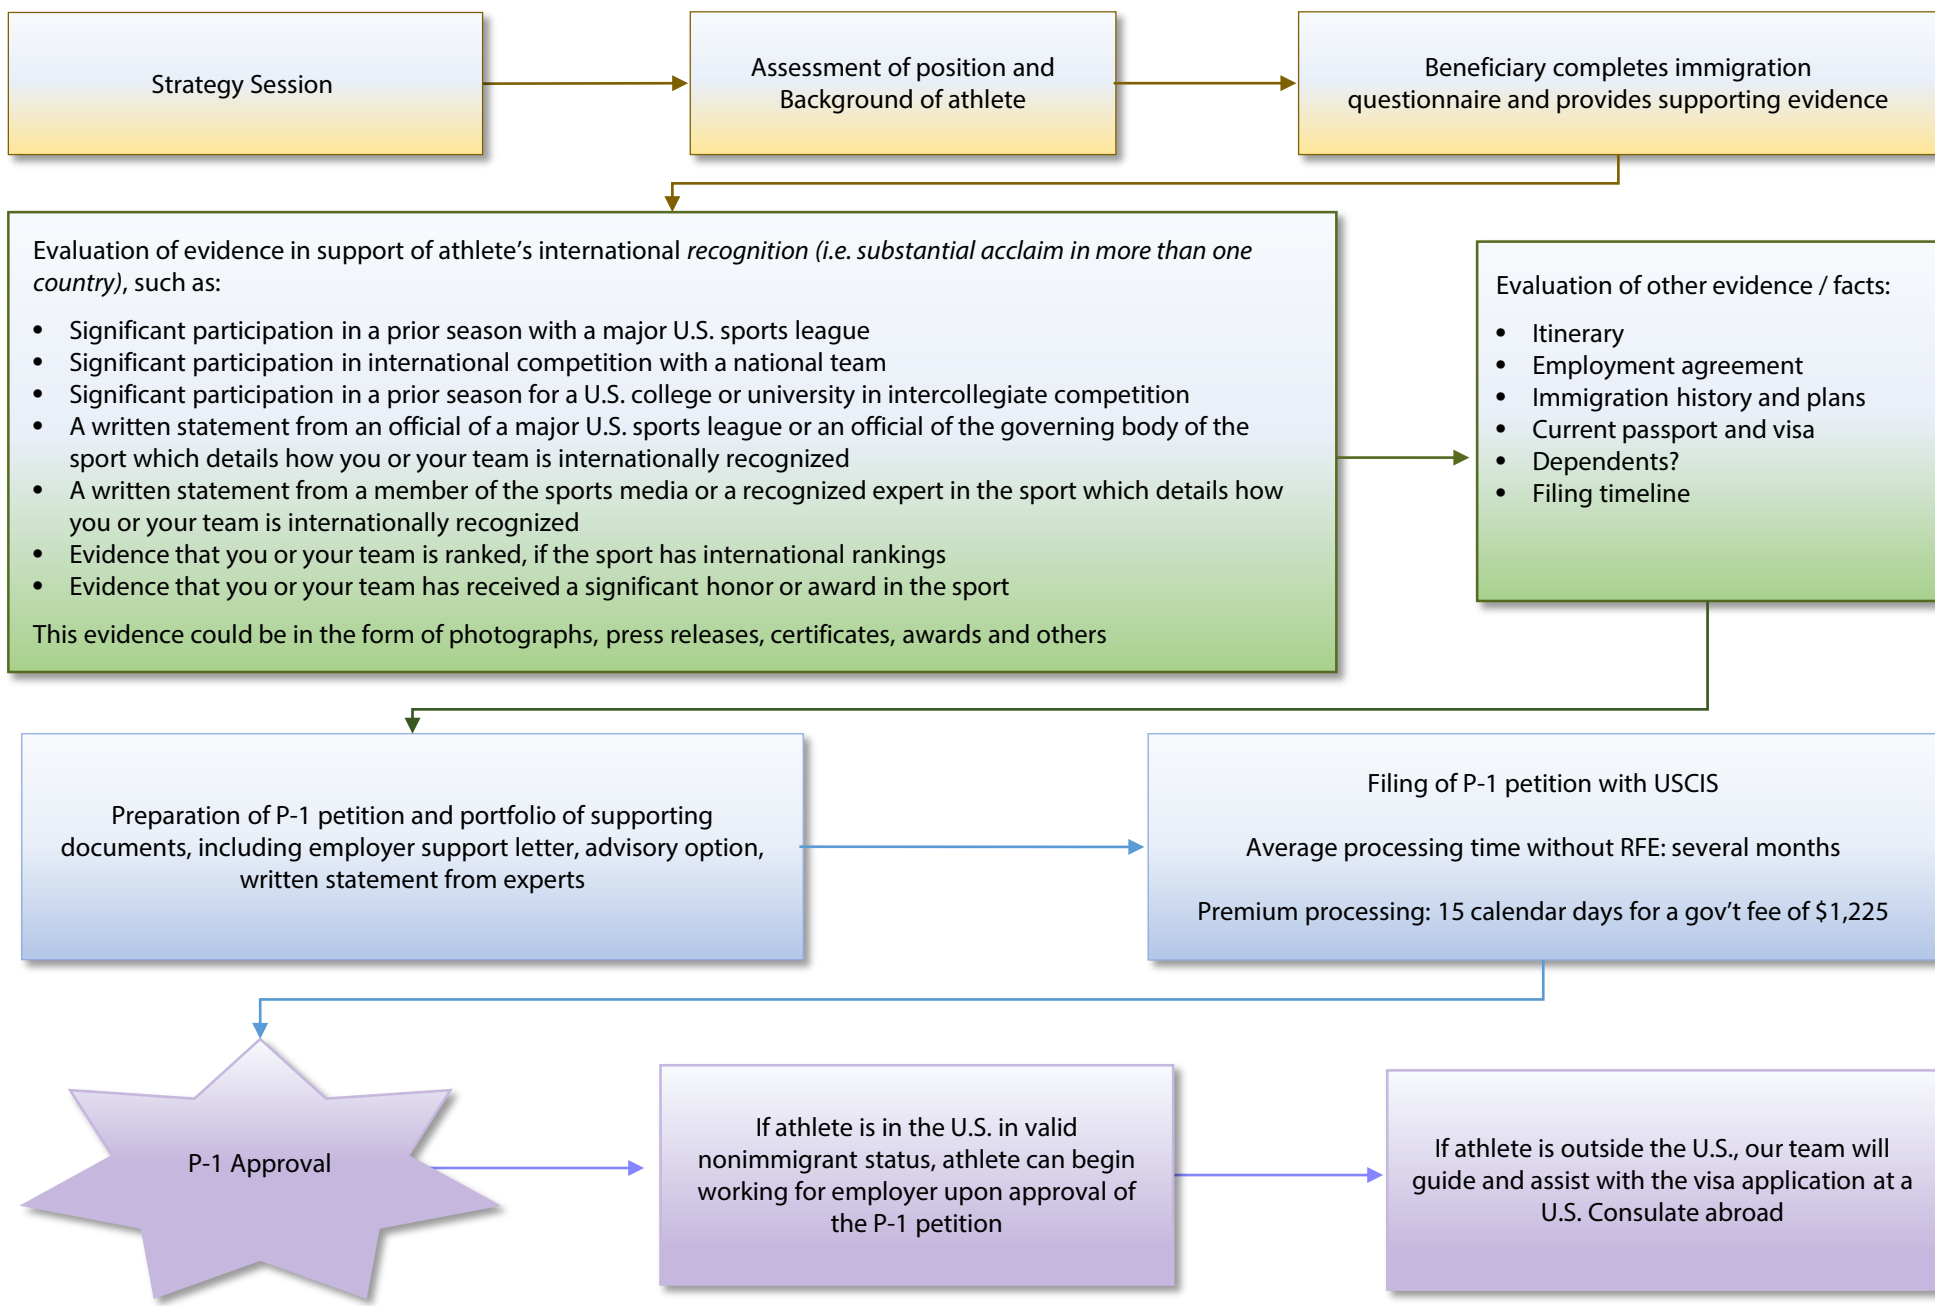 Strategy Session
Assessment of position and
Background of athlete
Beneficiary completes immigration
questionnaire and provides supporting evidence
Evaluation of evidence in support of athlete’s international recognition (i.e. substantial acclaim in more than one
country), such as:
• Significant participation in a prior season with a major U.S. sports league
• Significant participation in international competition with a national team
• Significant participation in a prior season for a U.S. college or university in intercollegiate competition
• A written statement from an official of a major U.S. sports league or an official of the governing body of the
sport which details how you or your team is internationally recognized
• A written statement from a member of the sports media or a recognized expert in the sport which details how
you or your team is internationally recognized
• Evidence that you or your team is ranked, if the sport has international rankings
• Evidence that you or your team has received a significant honor or award in the sport
This evidence could be in the form of photographs, press releases, certificates, awards and others
Evaluation of other evidence / facts:
• Itinerary
• Employment agreement
• Immigration history and plans
• Current passport and visa
• Dependents?
• Filing timeline
Preparation of P-1 petition and portfolio of supporting
documents, including employer support letter, advisory option,
written statement from experts
Filing of P-1 petition with USCIS
Average processing time without RFE: several months
Premium processing: 15 calendar days for a gov’t fee of $1,225
P-1 Approval
If athlete is in the U.S. in valid
nonimmigrant status, athlete can begin
working for employer upon approval of
the P-1 petition
If athlete is outside the U.S., our team will
guide and assist with the visa application at a
U.S. Consulate abroad